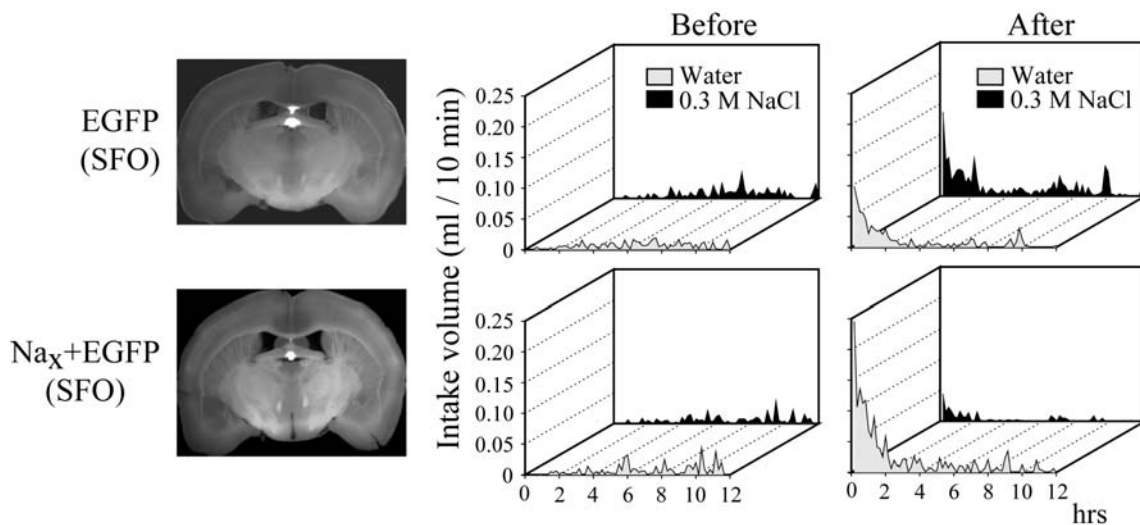 Before
After
EGFP
(SFO)
Na_X+EGFP
(SFO)
Intake volume (ml / 10 min)
Water
0.3 M NaCl
0.25
0.20
0.15
0.10
0.05
0
Water
0.3 M NaCl
0.25
0.20
0.15
0.10
0.05
0
0 2 4 6 8 10 12
0 2 4 6 8 10 12
hrs